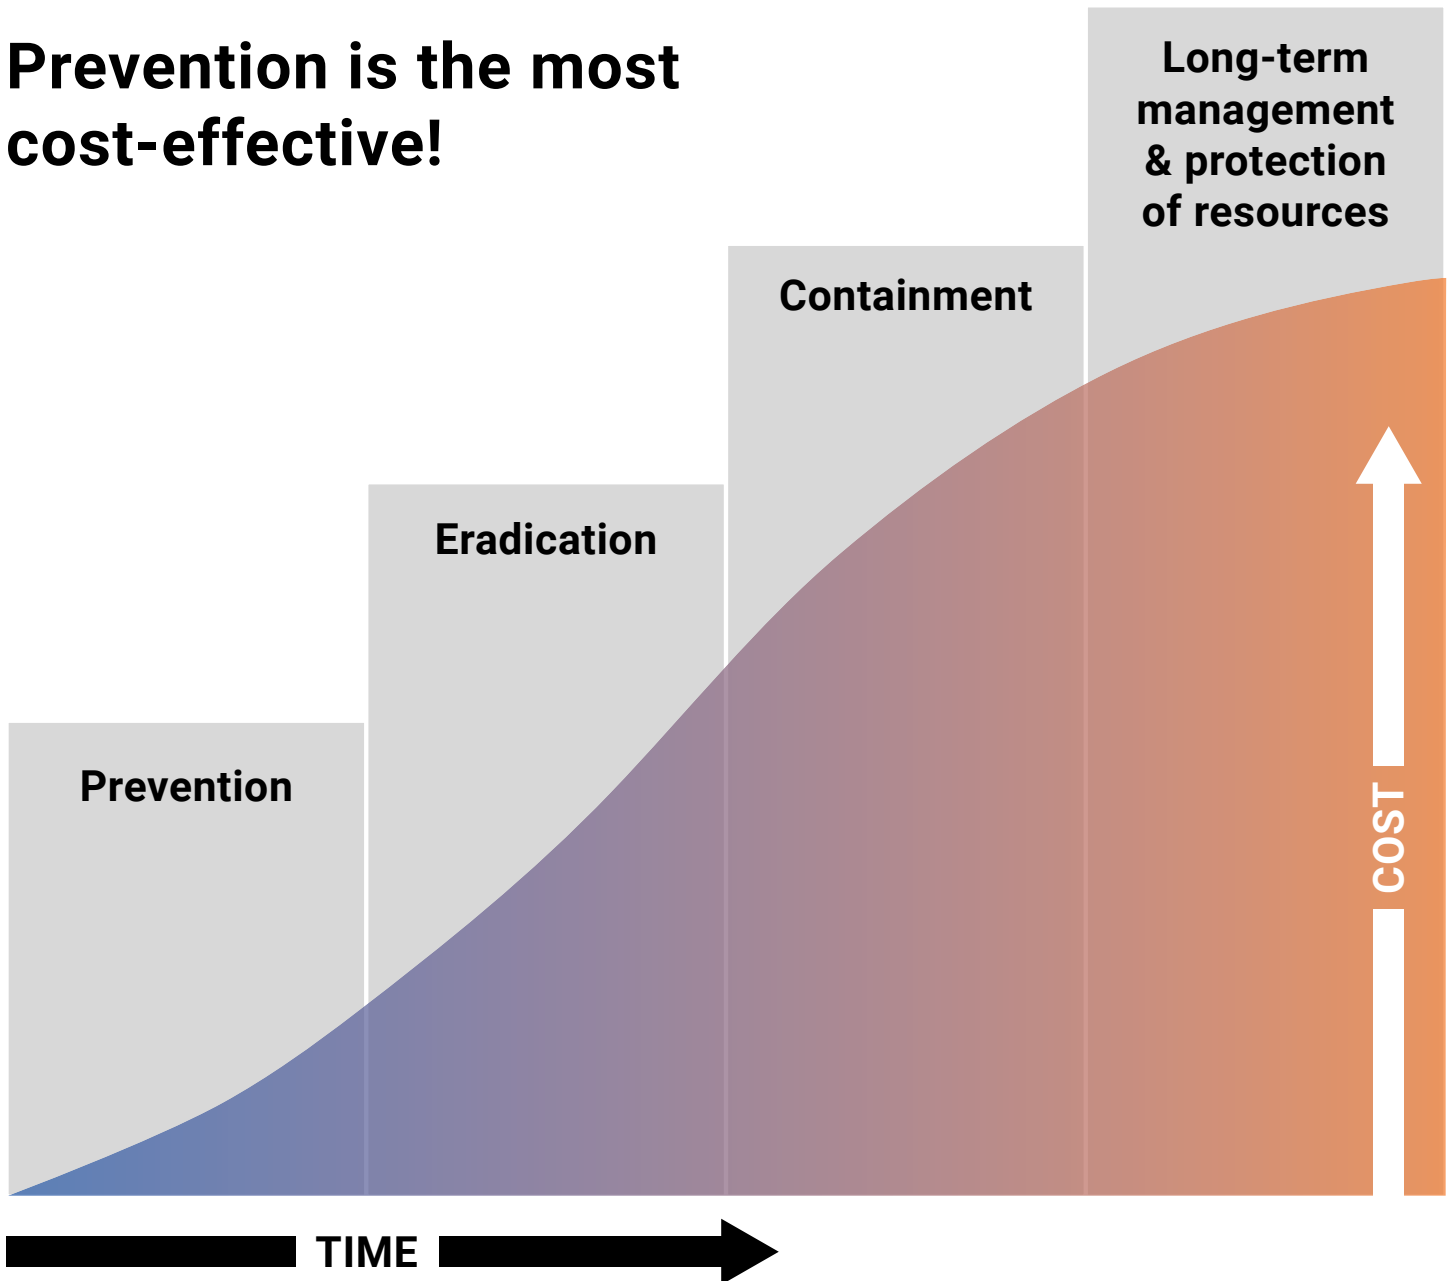 Prevention is the most
cost-effective!
Long-term
management
& protection
of resources
Containment
Eradication
Prevention
COST
TIME